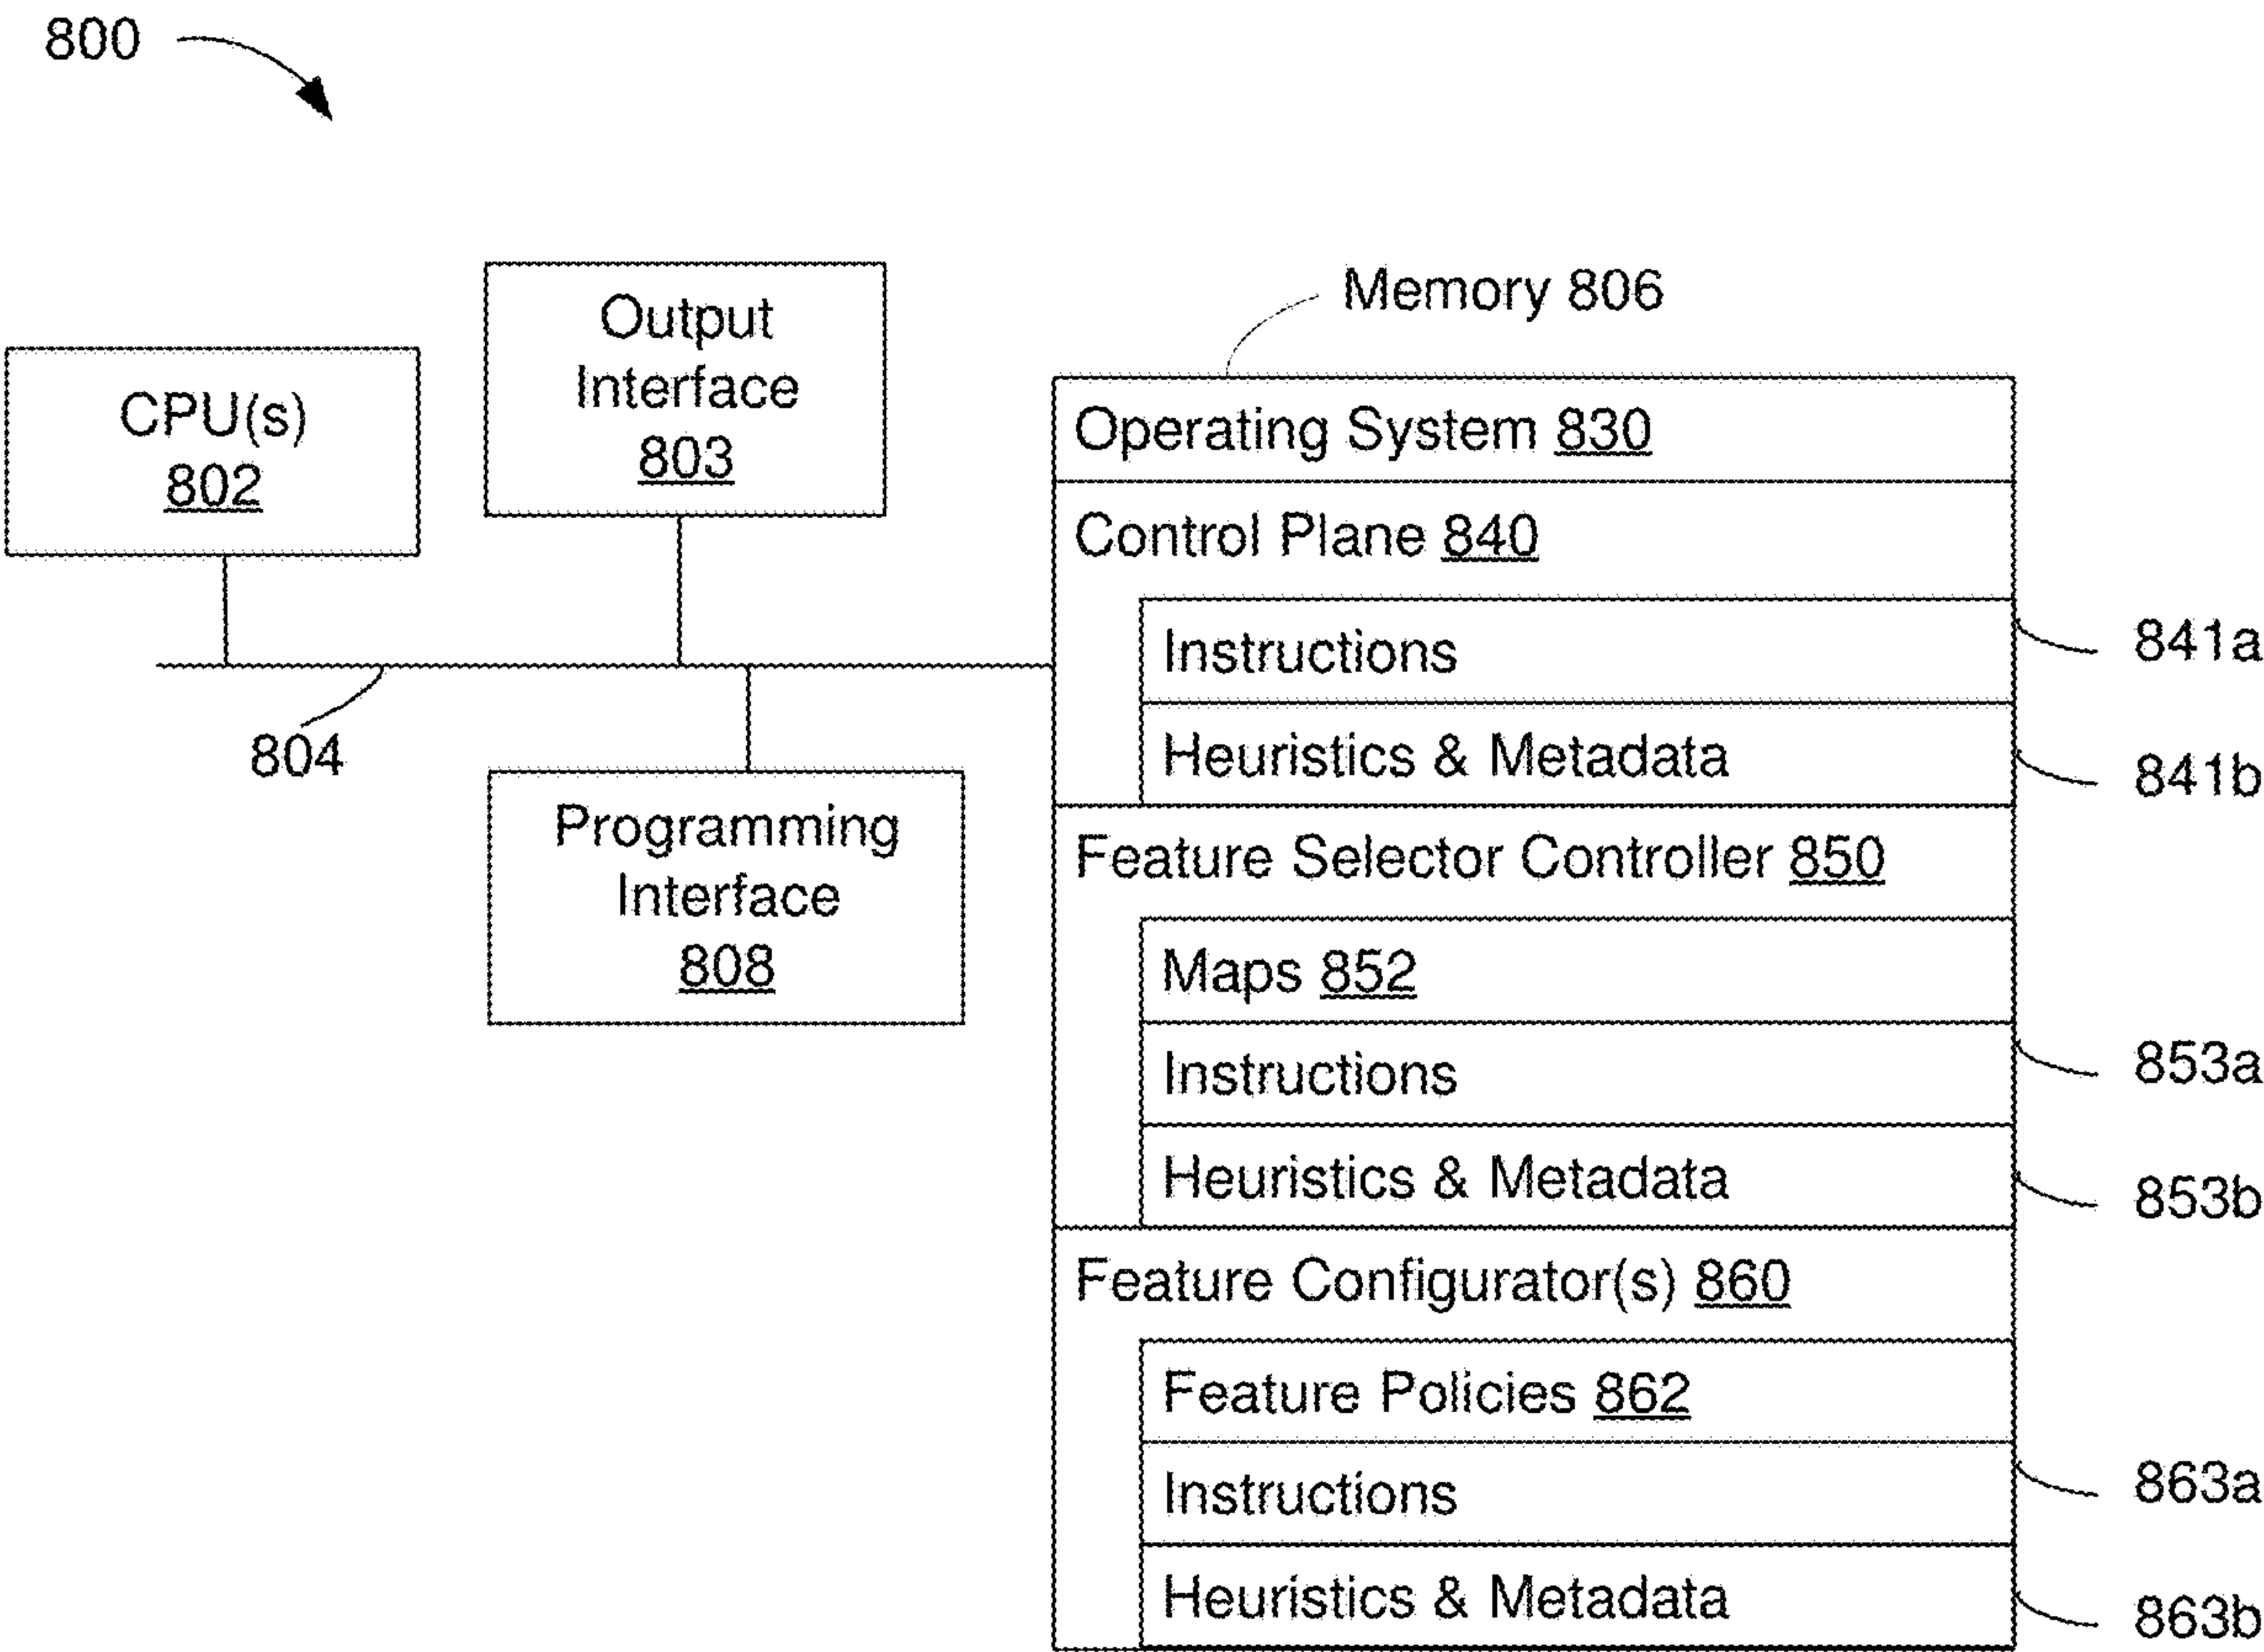 800
Memory 806
Output
Interface
803
CPU(s)
802
804
Programming
Interface
808
Operating System 830
Control Plane 840
Instructions
841a
Heuristics & Metadata
841b
Feature Selector Controller 850
Maps 852
Instructions
853a
Heuristics & Metadata
853b
Feature Configurator(s) 860
Feature Policies 862
Instructions
863a
Heuristics & Metadata
863b